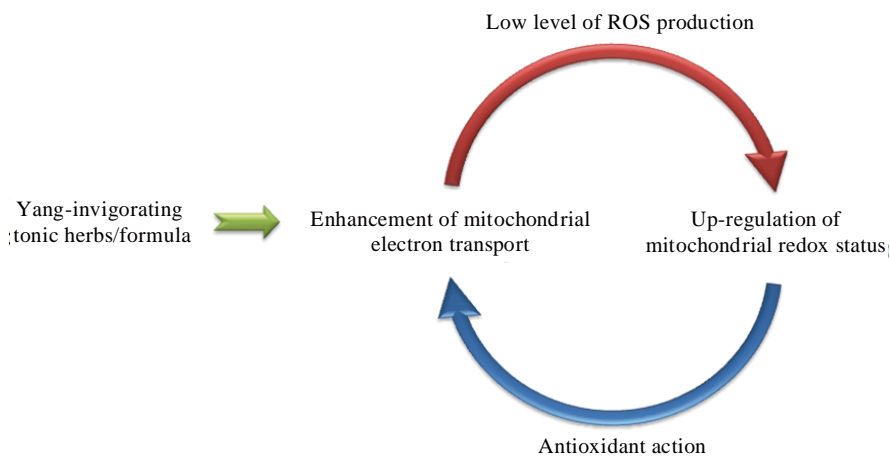 Low level of ROS production
Yang-invigorating
tonic herbs/formula
Enhancement of mitochondrial
electron transport
Up-regulation of
mitochondrial redox status
Antioxidant action